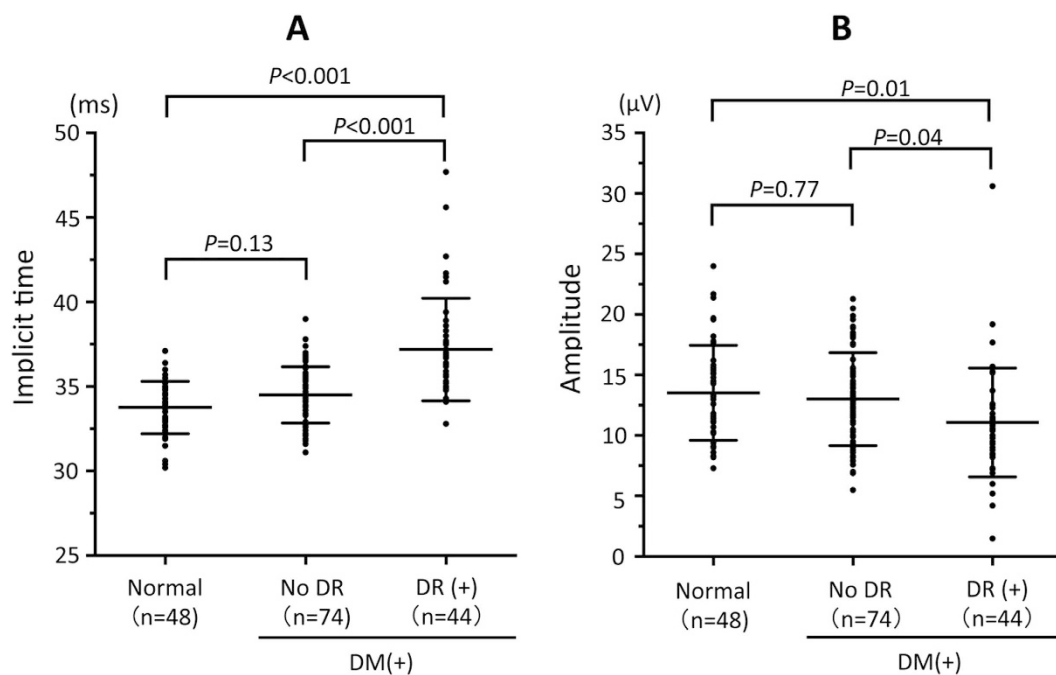 A
P<0.001
(ms)
P<0.001
P=0.13
50
45
40
35
30
25
Implicit time
Normal
(n=48)
No DR
(n=74)
DR (+)
(n=44)
DM(+)
B
P=0.01
(μV)
P=0.04
P=0.77
35
30
25
20
15
10
5
0
Amplitude
Normal
(n=48)
No DR
(n=74)
DR (+)
(n=44)
DM(+)